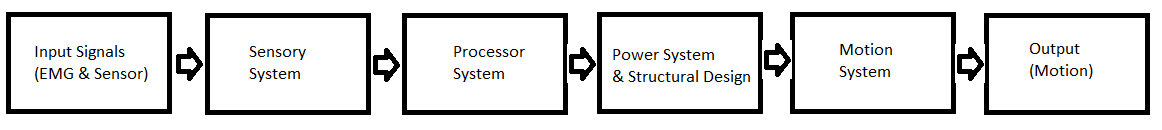 Input Signals
(EMG & Sensor)
Sensory
System
Processor
System
Power System
& Structural Design
Motion
System
Output
(Motion)